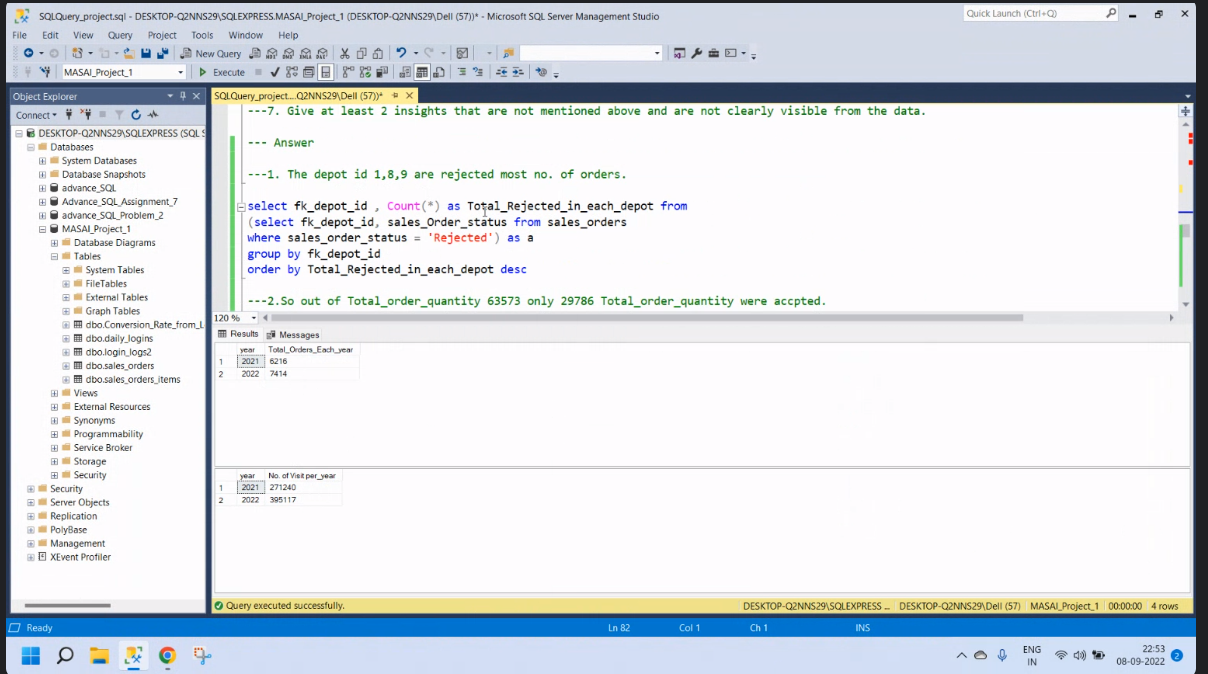 SQLQuery_project.sql - DESKTOP-Q2NNS29\SQLEXPRESS.MASAI_Project_1 (DESKTOP-Q2NNS29\Dell (57))* - Microsoft SQL Server Management Studio
Quick Launch (Ctrl+Q)
File Edit View Query Project Tools Window Help
New Query
MASAI_Project_1 Execute
Object Explorer
SQLQuery_project....Q2NNS29\Dell (57))*
Connect
DESKTOP-Q2NNS29\SQLEXPRESS (SQL S
Databases
System Databases
Database Snapshots
advance_SQL
Advance_SQL_Assignment_7
advance_SQL_Problem_2
MASAI_Project_1
Database Diagrams
Tables
System Tables
FileTables
External Tables
Graph Tables
dbo.Conversion_Rate_from_L
dbo.daily_logins
dbo.login_logs2
dbo.sales_orders
dbo.sales_orders_items
Views
External Resources
Synonyms
Programmability
Service Broker
Storage
Security
Security
Server Objects
Replication
PolyBase
Management
XEvent Profiler
---7. Give at least 2 insights that are not mentioned above and are not clearly visible from the data.
--- Answer
---1. The depot id 1,8,9 are rejected most no. of orders.
select fk_depot_id , Count(*) as Total_Rejected_in_each_depot from
(select fk_depot_id, sales_Order_status from sales_orders
where sales_order_status = 'Rejected') as a
group by fk_depot_id
order by Total_Rejected_in_each_depot desc
---2.So out of Total_order_quantity 63573 only 29786 Total_order_quantity were accpted.
120 %
Results Messages
year Total_Orders_Each_year
1 2021 6216
2 2022 7414
year No. of Visit per_year
1 2021 271240
2 2022 395117
Query executed successfully. DESKTOP-Q2NNS29\SQLEXPRESS ... DESKTOP-Q2NNS29\Dell (57) MASAI_Project_1 00:00:00 4 rows
Ready Ln 82 Col 1 Ch 1 INS
ENG
IN
22:53
08-09-2022
2